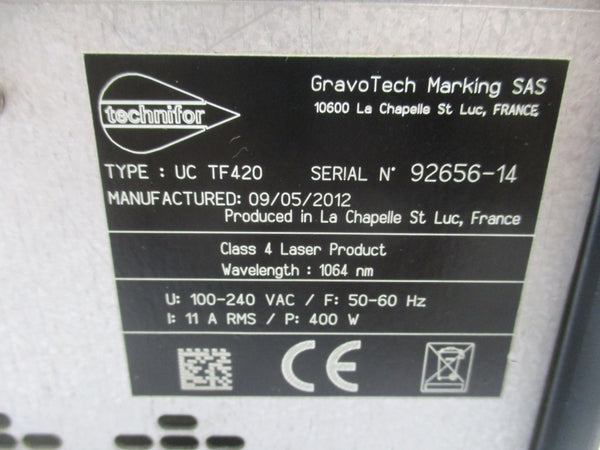 technifor
GravoTech Marking SAS
10600 La Chapelle St Luc, FRANCE
TYPE : UC TF420 SERIAL N° 92656-14
MANUFACTURED: 09/05/2012
Produced in La Chapelle St Luc, France
Class 4 Laser Product
Wavelength : 1064 nm
U: 100-240 VAC / F: 50-60 Hz
I: 11 A RMS / P: 400 W
CE